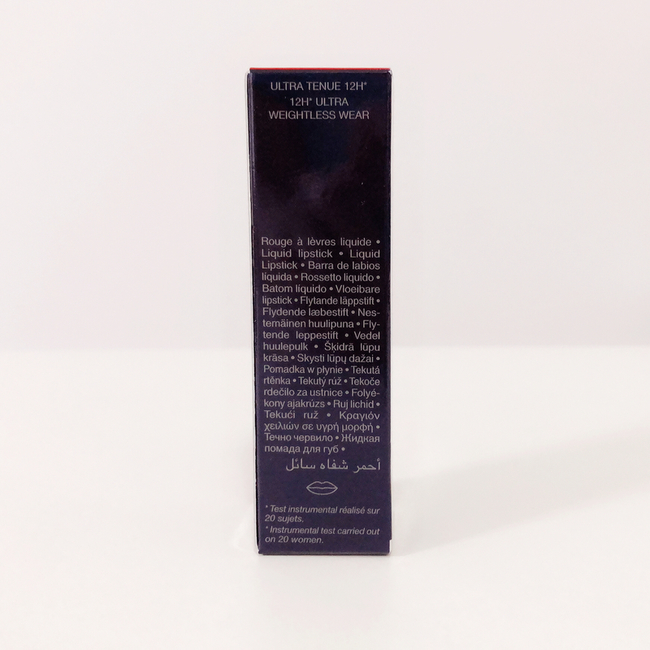 ULTRA TENUE 12H*
12H* ULTRA
WEIGHTLESS WEAR
Rouge à lèvres liquide •
Liquid lipstick • Liquid
Lipstick • Barra de labios
líquida • Rossetto liquido •
Batom líquido • Vloeibare
lipstick • Flytande läppstift •
Flydende læbestift • Nes-
temäinen huulipuna • Fly-
tende leppestift • Vedel
huulepulk • Šķidrā lūpu
krāsa • Skysti lūpų dažai •
Pomadka w płynie • Tekutá
rtěnka • Tekutý rúž • Tekoče
rdečilo za ustnice • Folyé-
kony ajakrúzs • Ruj lichid •
Tekući ruž • Κραγιόν
χειλιών σε υγρή μορφή •
Течно червило • Жидкая
помада для губ •
أحمر شفاه سائل
* Test instrumental réalisé sur
20 sujets.
* Instrumental test carried out
on 20 women.